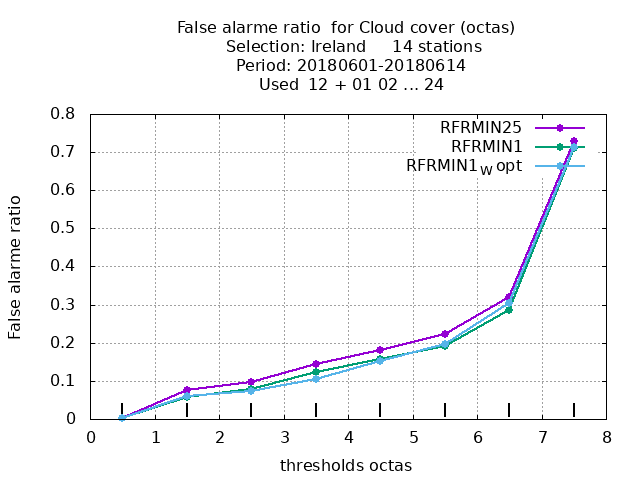 False alarme ratio  for Cloud cover (octas)
Selection: Ireland     14 stations
Period: 20180601-20180614
Used  12 + 01 02 ... 24
RFRMIN25
RFRMIN1
RFRMIN1W opt
False alarme ratio
0.8
0.7
0.6
0.5
0.4
0.3
0.2
0.1
0
0 1 2 3 4 5 6 7 8
thresholds octas